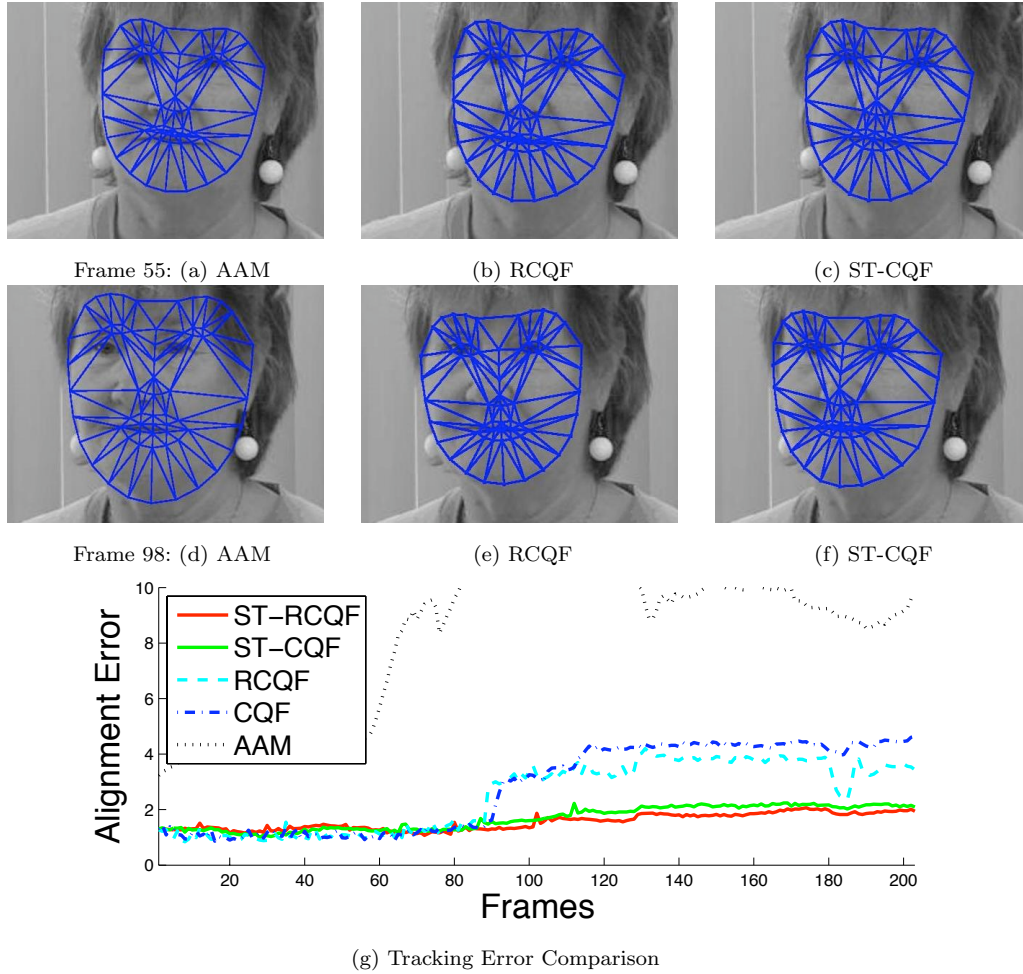 Frame 55: (a) AAM
(b) RCQF
(c) ST-CQF
Frame 98: (d) AAM
(e) RCQF
(f) ST-CQF
10
8
6
4
2
0
Alignment Error
ST−RCQF
ST−CQF
RCQF
CQF
AAM
20 40 60 80 100 120 140 160 180 200
Frames
(g) Tracking Error Comparison